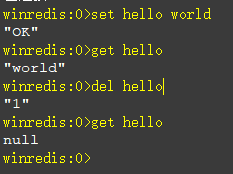 winredis:0>set hello world
"OK"
winredis:0>get hello
"world"
winredis:0>del hello
"1"
winredis:0>get hello
null
winredis:0>